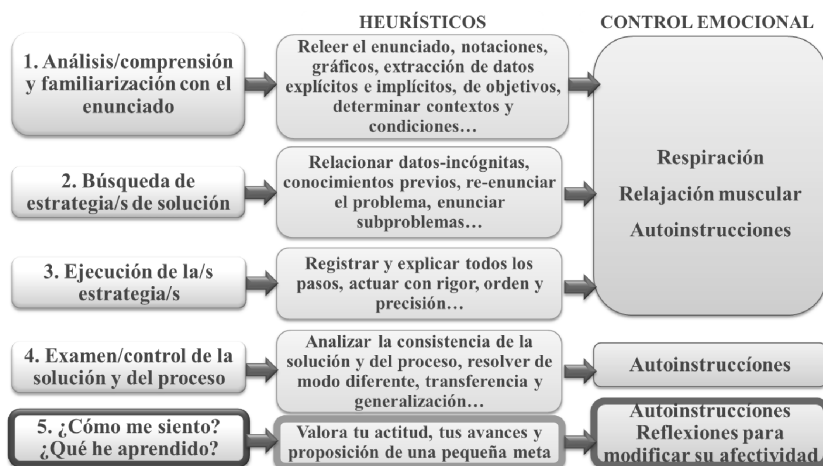 HEURÍSTICOS
CONTROL EMOCIONAL
1. Análisis/comprensión
y familiarización con el
enunciado
Releer el enunciado, notaciones,
gráficos, extracción de datos
explícitos e implícitos, de objetivos,
determinar contextos y
condiciones…
2. Búsqueda de
estrategia/s de solución
Relacionar datos-incógnitas,
conocimientos previos, re-enunciar
el problema, enunciar
subproblemas…
3. Ejecución de la/s
estrategia/s
Registrar y explicar todos los
pasos, actuar con rigor, orden y
precisión…
Respiración
Relajación muscular
Autoinstrucciones
4. Examen/control de la
solución y del proceso
Analizar la consistencia de la
solución y del proceso, resolver de
modo diferente, transferencia y
generalización…
Autoinstruccíones
5. ¿Cómo me siento?
¿Qué he aprendido?
Valora tu actitud, tus avances y
proposición de una pequeña meta
Autoinstruccíones
Reflexiones para
modificar su afectividad